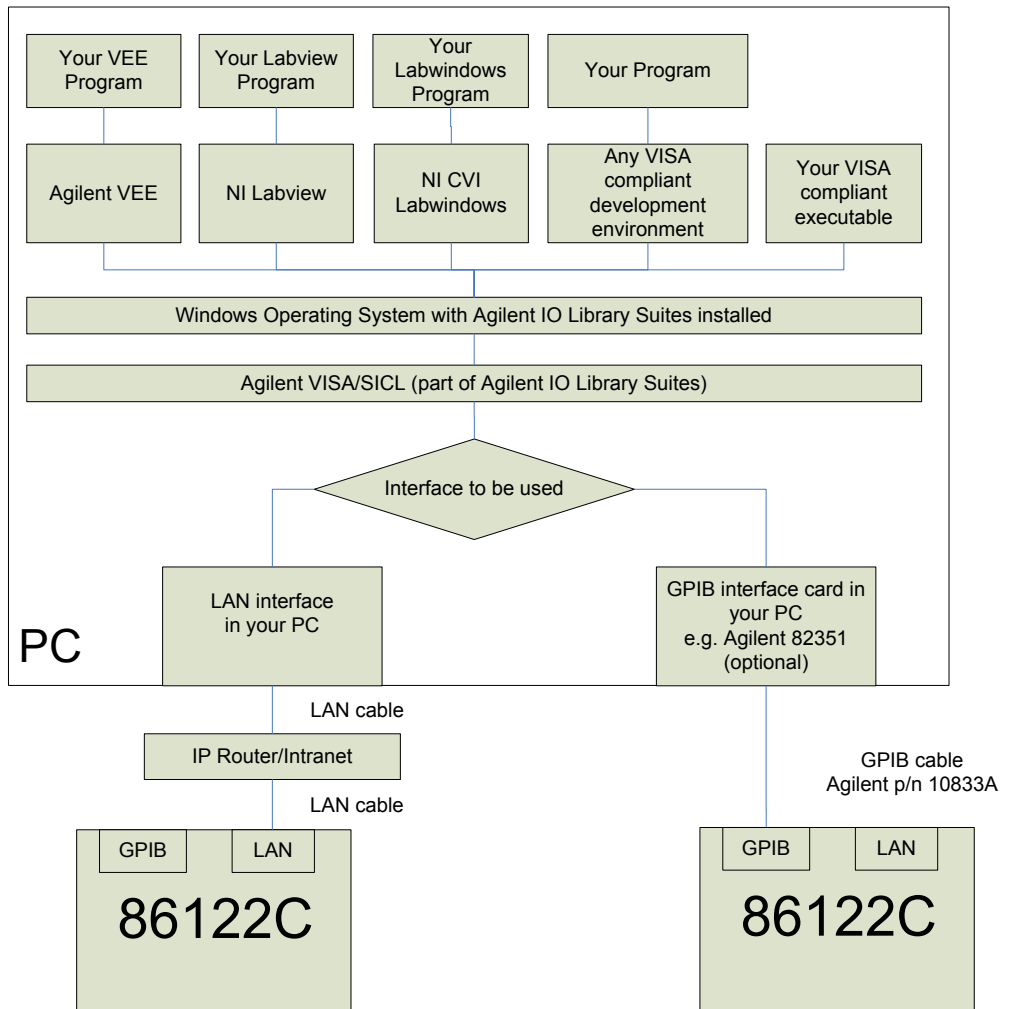 Your VEE
Program
Your Labview
Program
Your
Labwindows
Program
Your Program
Agilent VEE
NI Labview
NI CVI
Labwindows
Any VISA
compliant
development
environment
Your VISA
compliant
executable
Windows Operating System with Agilent IO Library Suites installed
Agilent VISA/SICL (part of Agilent IO Library Suites)
Interface to be used
LAN interface
in your PC
GPIB interface card in
your PC
e.g. Agilent 82351
(optional)
PC
LAN cable
IP Router/Intranet
LAN cable
GPIB cable
Agilent p/n 10833A
GPIB
LAN
86122C
GPIB
LAN
86122C